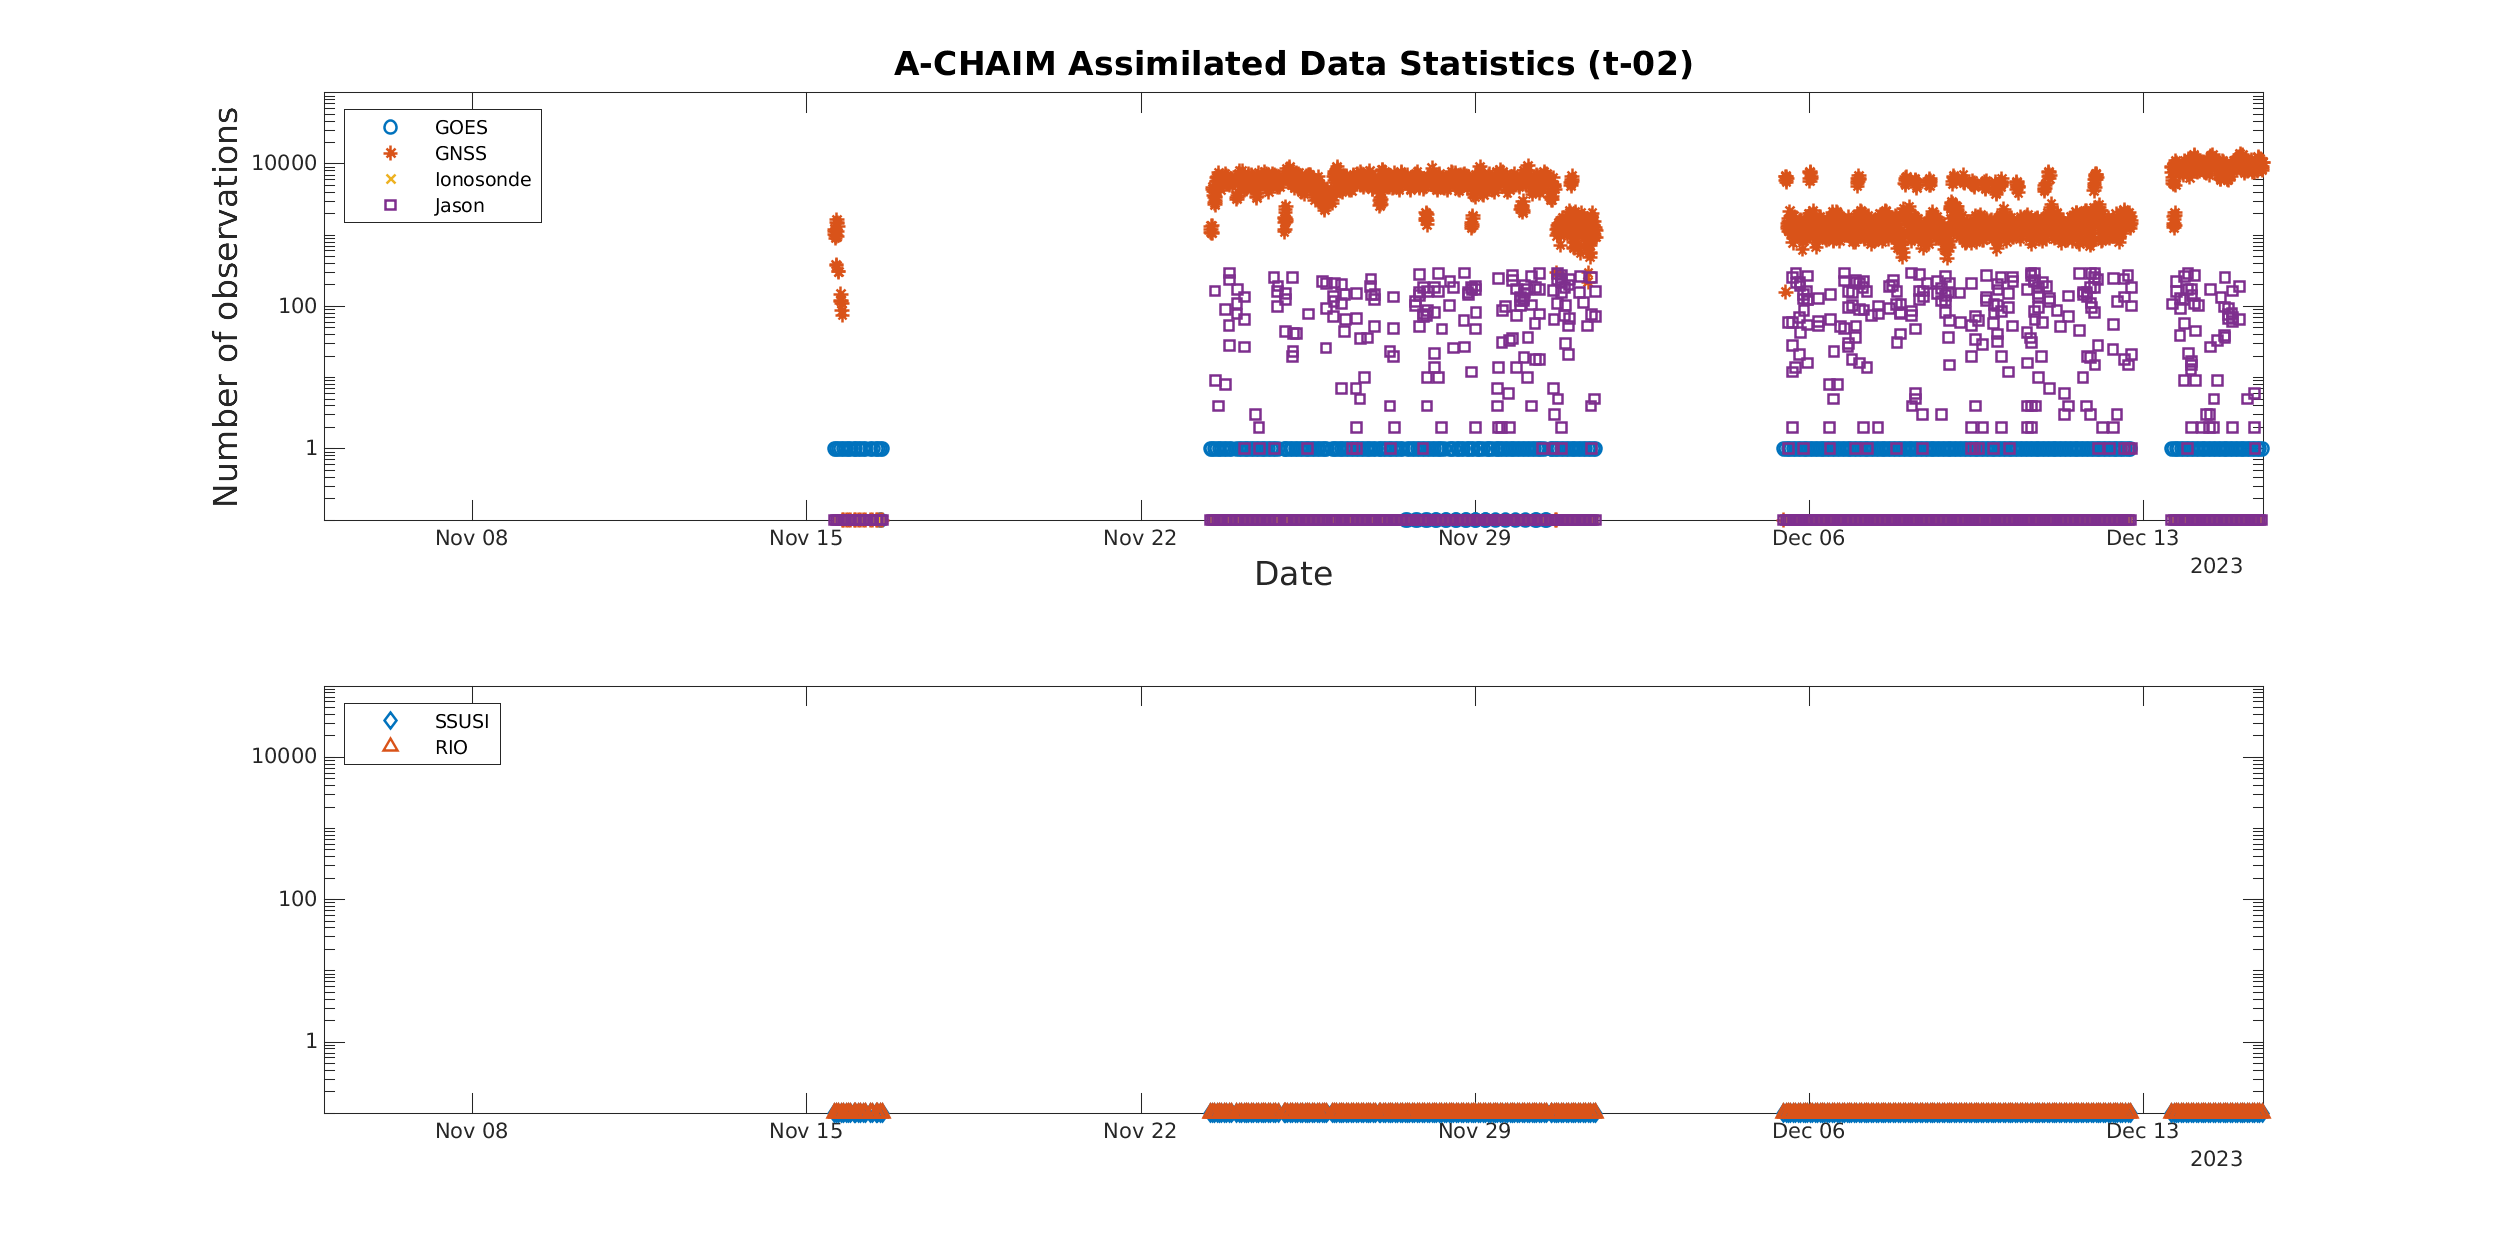 A-CHAIM Assimilated Data Statistics (t-02)
Number of observations
10000
100
1
GOES
GNSS
Ionosonde
Jason
Nov 08
Nov 15
Nov 22
Nov 29
Dec 06
Dec 13
2023
Date
10000
100
1
SSUSI
RIO
Nov 08
Nov 15
Nov 22
Nov 29
Dec 06
Dec 13
2023